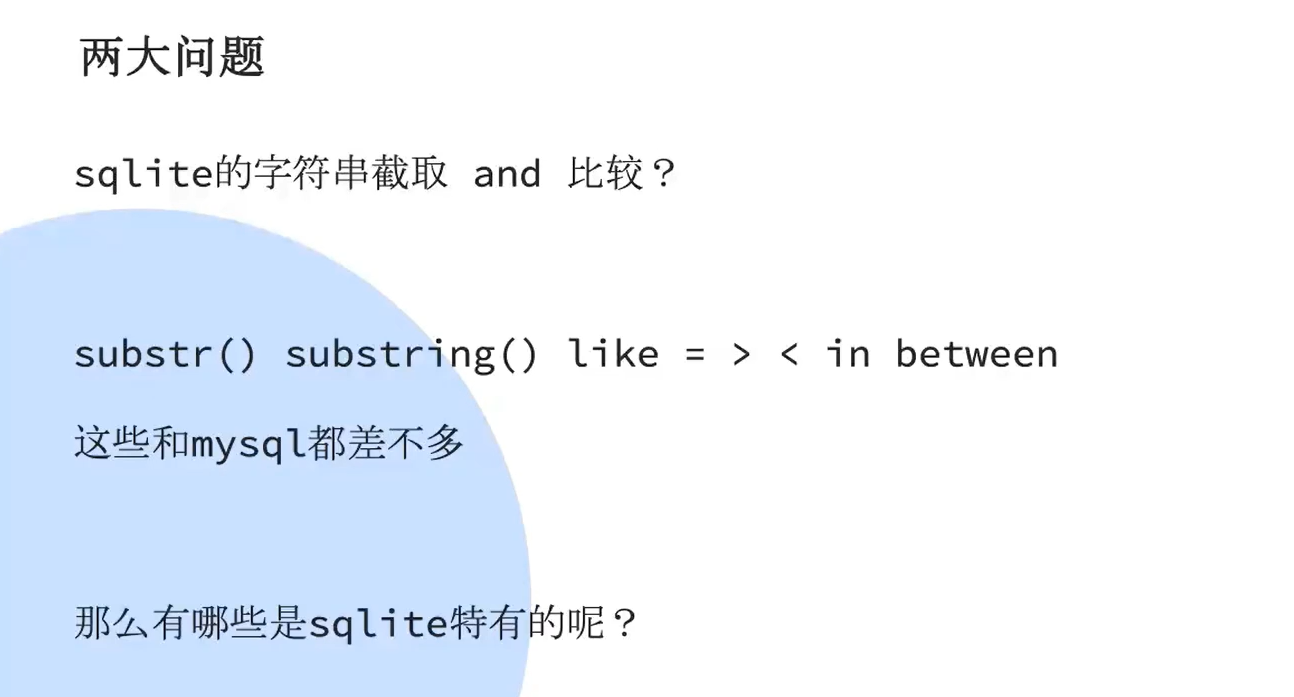 两大问题
sqlite的字符串截取 and 比较？
substr() substring() like = > < in between
这些和mysql都差不多
那么有哪些是sqlite特有的呢？